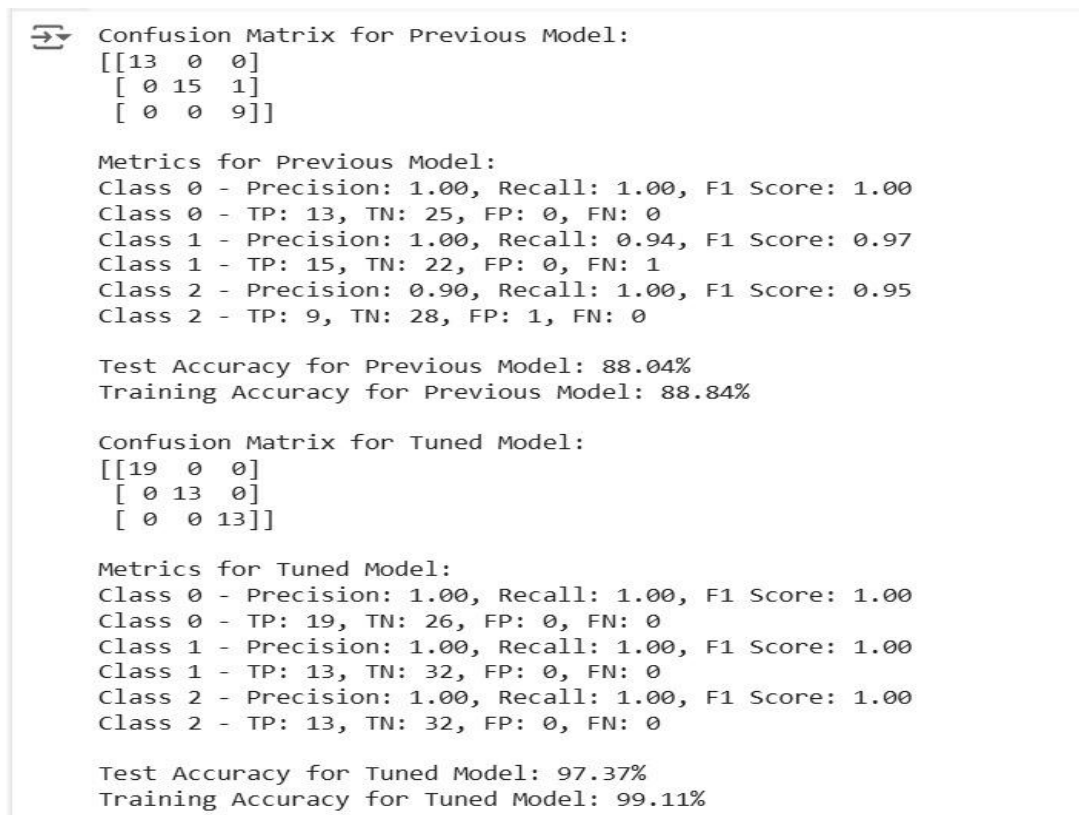 Confusion Matrix for Previous Model:
[[13  0  0]
 [ 0 15  1]
 [ 0  0  9]]
Metrics for Previous Model:
Class 0 - Precision: 1.00, Recall: 1.00, F1 Score: 1.00
Class 0 - TP: 13, TN: 25, FP: 0, FN: 0
Class 1 - Precision: 1.00, Recall: 0.94, F1 Score: 0.97
Class 1 - TP: 15, TN: 22, FP: 0, FN: 1
Class 2 - Precision: 0.90, Recall: 1.00, F1 Score: 0.95
Class 2 - TP: 9, TN: 28, FP: 1, FN: 0
Test Accuracy for Previous Model: 88.04%
Training Accuracy for Previous Model: 88.84%
Confusion Matrix for Tuned Model:
[[19  0  0]
 [ 0 13  0]
 [ 0  0 13]]
Metrics for Tuned Model:
Class 0 - Precision: 1.00, Recall: 1.00, F1 Score: 1.00
Class 0 - TP: 19, TN: 26, FP: 0, FN: 0
Class 1 - Precision: 1.00, Recall: 1.00, F1 Score: 1.00
Class 1 - TP: 13, TN: 32, FP: 0, FN: 0
Class 2 - Precision: 1.00, Recall: 1.00, F1 Score: 1.00
Class 2 - TP: 13, TN: 32, FP: 0, FN: 0
Test Accuracy for Tuned Model: 97.37%
Training Accuracy for Tuned Model: 99.11%